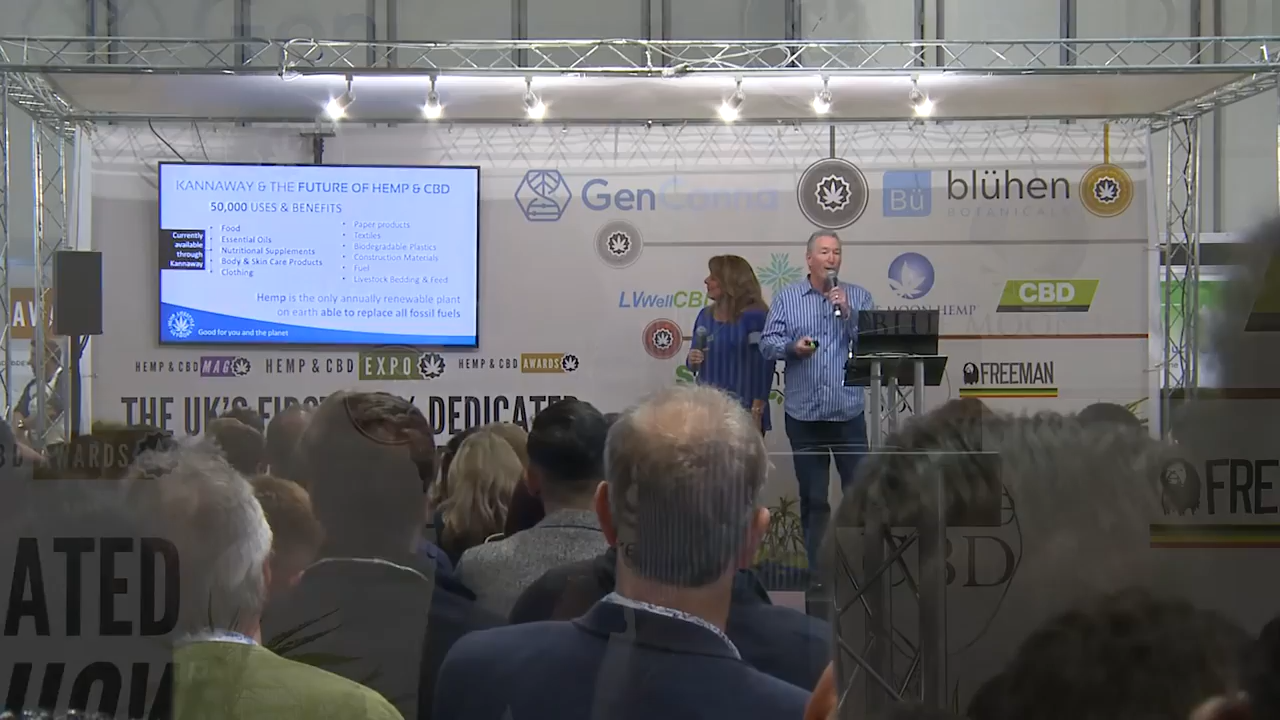 KANNAWAY & THE FUTURE OF HEMP & CBD
50,000 USES & BENEFITS
Currently
available
through
Kannaway
Food
Essential Oils
Nutritional Supplements
Body & Skin Care Products
Clothing
Paper products
Textiles
Biodegradable Plastics
Construction Materials
Fuel
Livestock Bedding & Feed
Hemp is the only annually renewable plant
on earth able to replace all fossil fuels
Good for you and the planet
GenCanna
Bü
blühen
BOTANICALS
LVWellCBD
MOON HEMP
CBD
FREEMAN
HEMP & CBD MAG
HEMP & CBD EXPO
HEMP & CBD AWARDS
THE UK'S FIRST DEDICATED
AWARDS
FRE
ATED
CBD